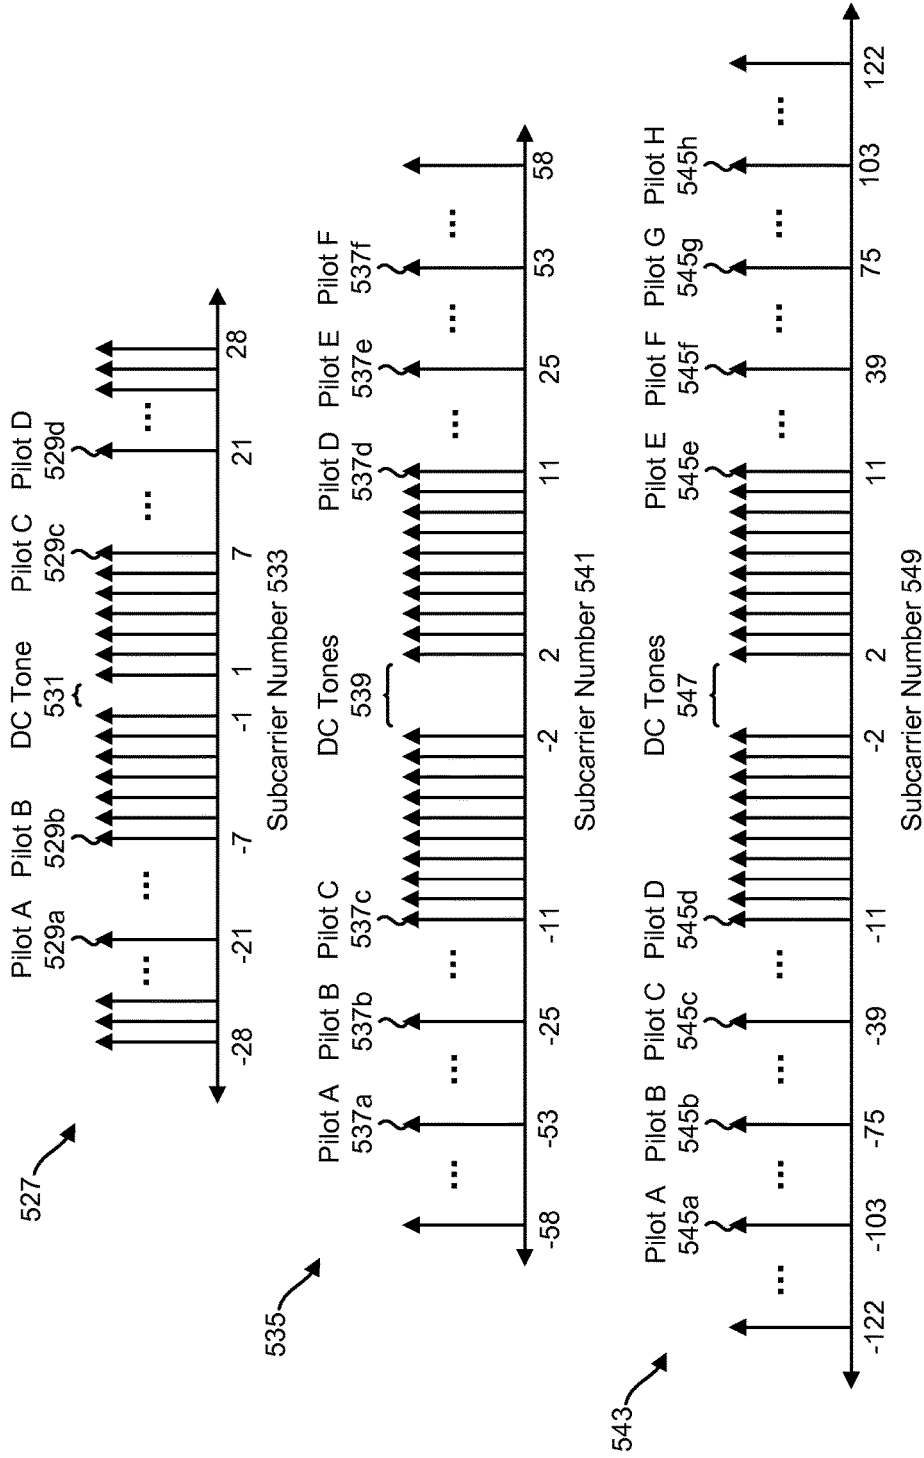 527
Pilot A Pilot B DC Tone Pilot C Pilot D
529a 529b 531 529c 529d
... ... ... ...
-28 -21 -7 -1 1 7 21 28
Subcarrier Number 533
535
Pilot A Pilot B Pilot C DC Tones Pilot D Pilot E Pilot F
537a 537b 537c 539 537d 537e 537f
... ... ... ... ... ...
-58 -53 -25 -11 -2 2 11 25 53 58
Subcarrier Number 541
543
Pilot A Pilot B Pilot C Pilot D DC Tones Pilot E Pilot F Pilot G Pilot H
545a 545b 545c 545d 547 545e 545f 545g 545h
... ... ... ... ... ... ... ...
-122 -103 -75 -39 -11 -2 2 11 39 75 103 122
Subcarrier Number 549